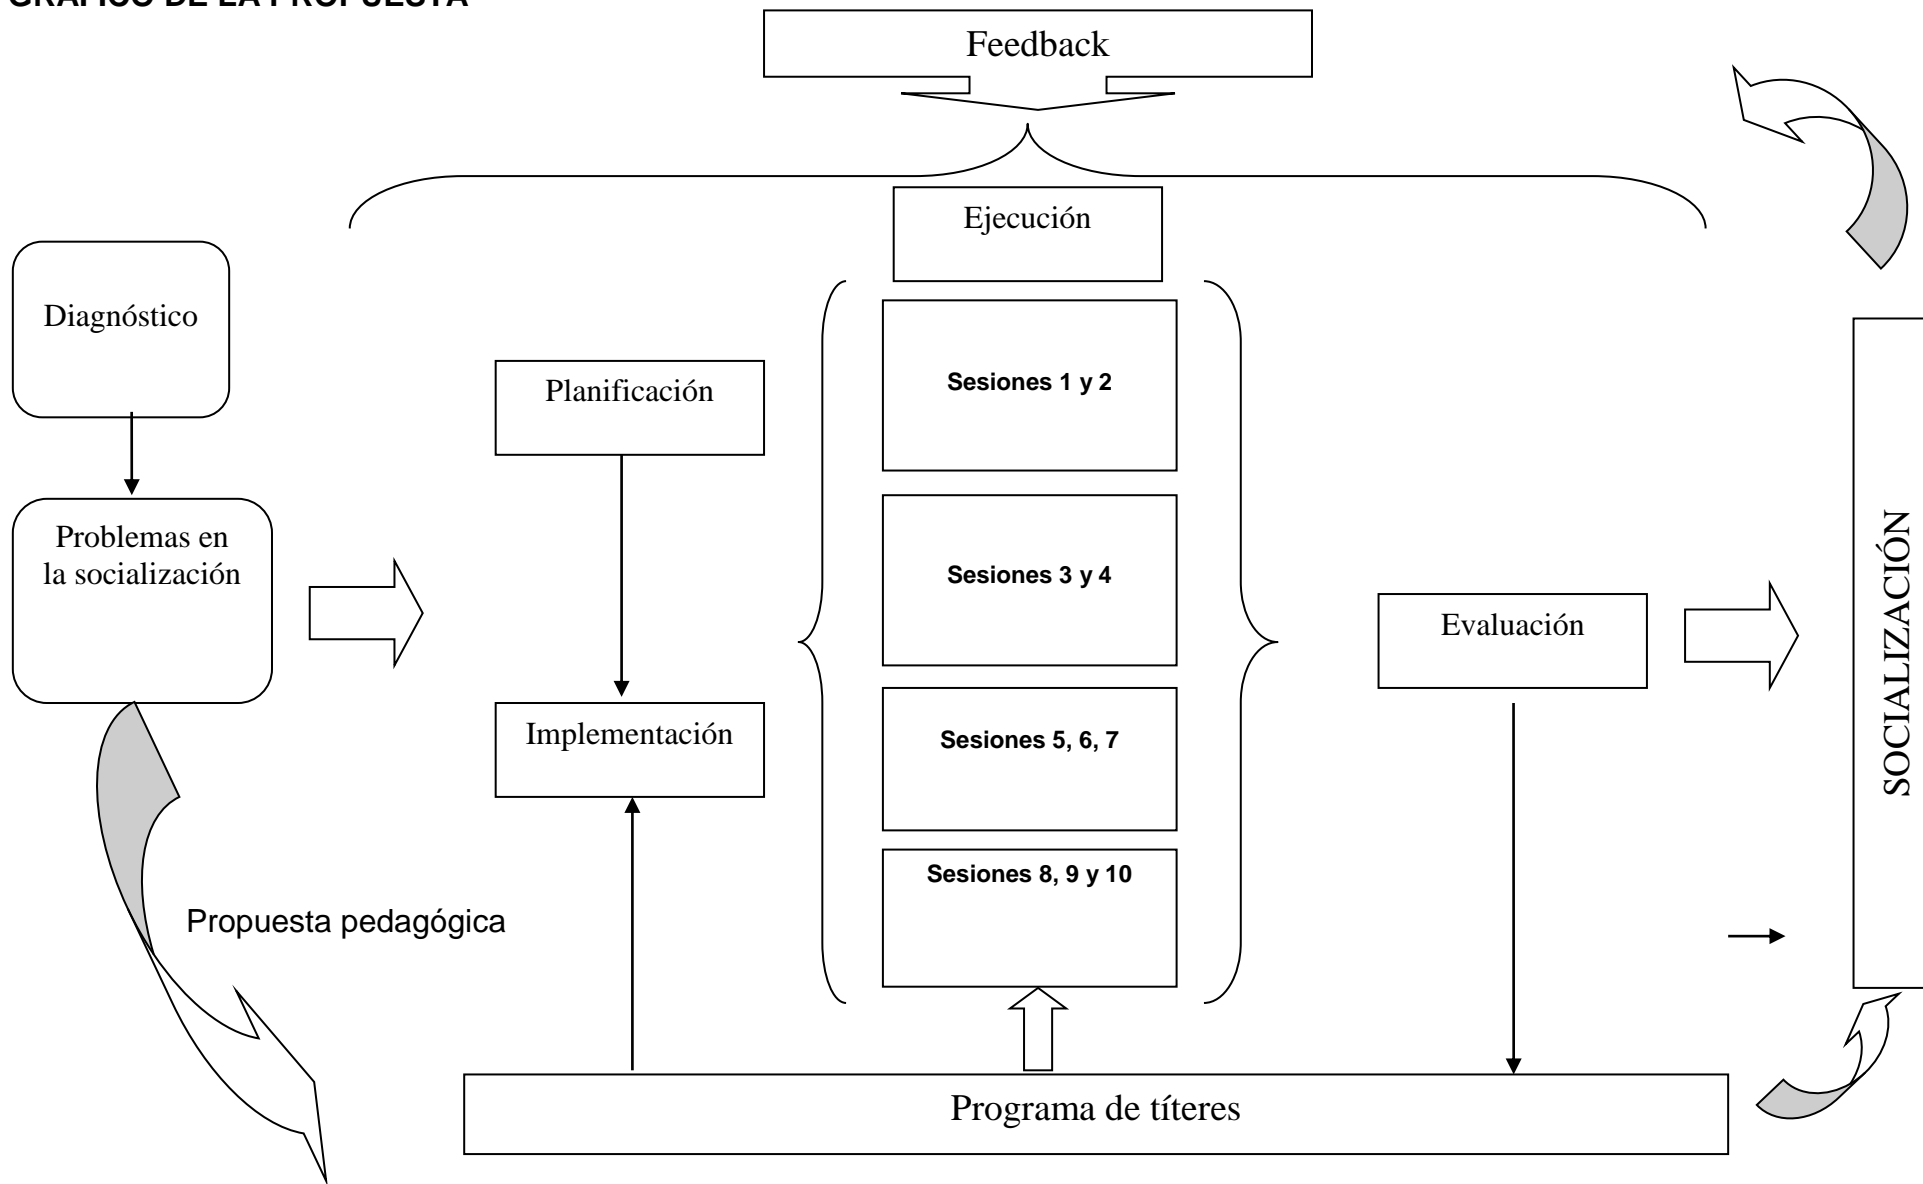 GRÁFICO DE LA PROPUESTA
Feedback
Ejecución
Diagnóstico
Planificación
Sesiones 1 y 2
Problemas en
la socialización
Sesiones 3 y 4
Evaluación
SOCIALIZACIÓN
Implementación
Sesiones 5, 6, 7
Sesiones 8, 9 y 10
Propuesta pedagógica
Programa de títeres